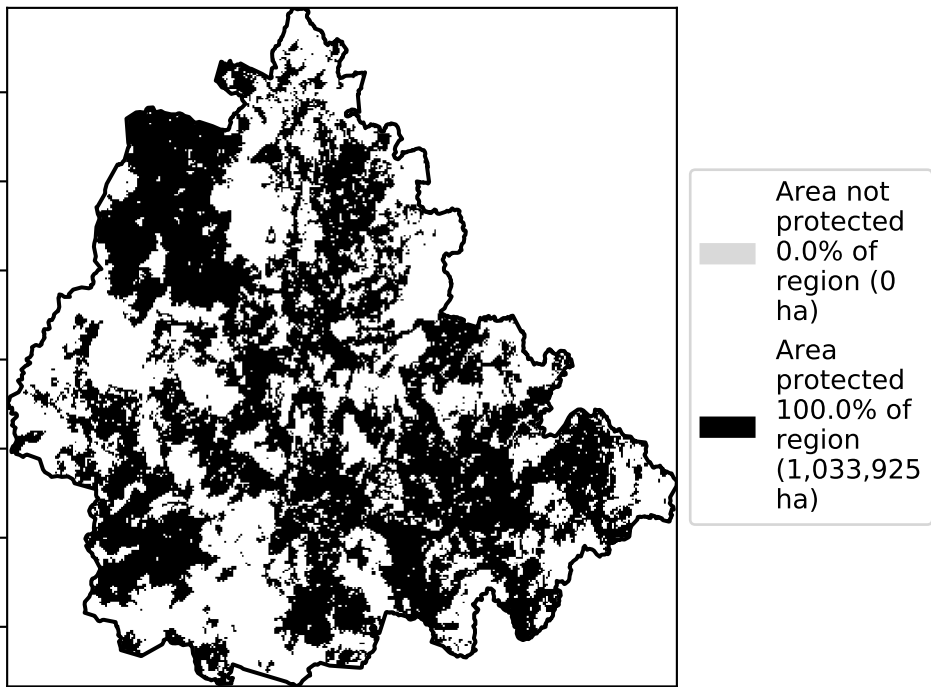 Area not
protected
0.0% of
region (0
ha)
Area
protected
100.0% of
region
(1,033,925
ha)